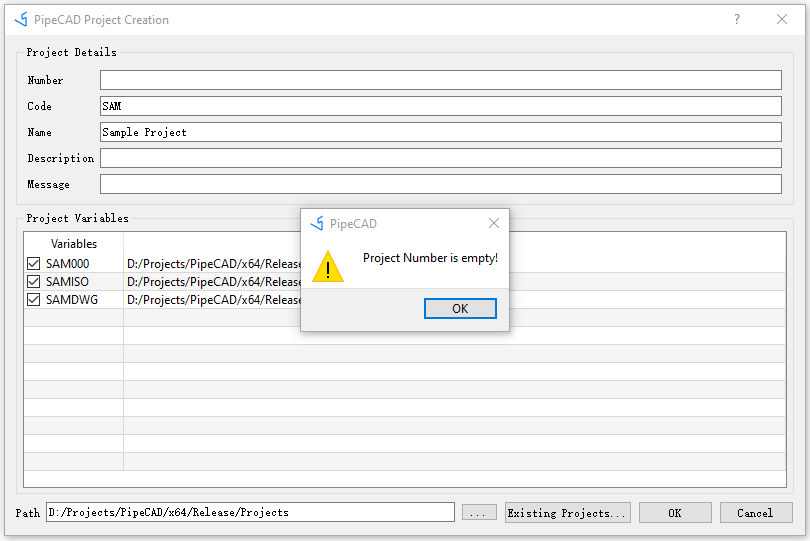 PipeCAD Project Creation
?
Project Details
Number
Code SAM
Name Sample Project
Description
Message
Project Variables
PipeCAD
Project Number is empty!
OK
Variables
SAM000 D:/Projects/PipeCAD/x64/Release
SAMISO D:/Projects/PipeCAD/x64/Release
SAMDWG D:/Projects/PipeCAD/x64/Release
Path D:/Projects/PipeCAD/x64/Release/Projects ... Existing Projects... OK Cancel